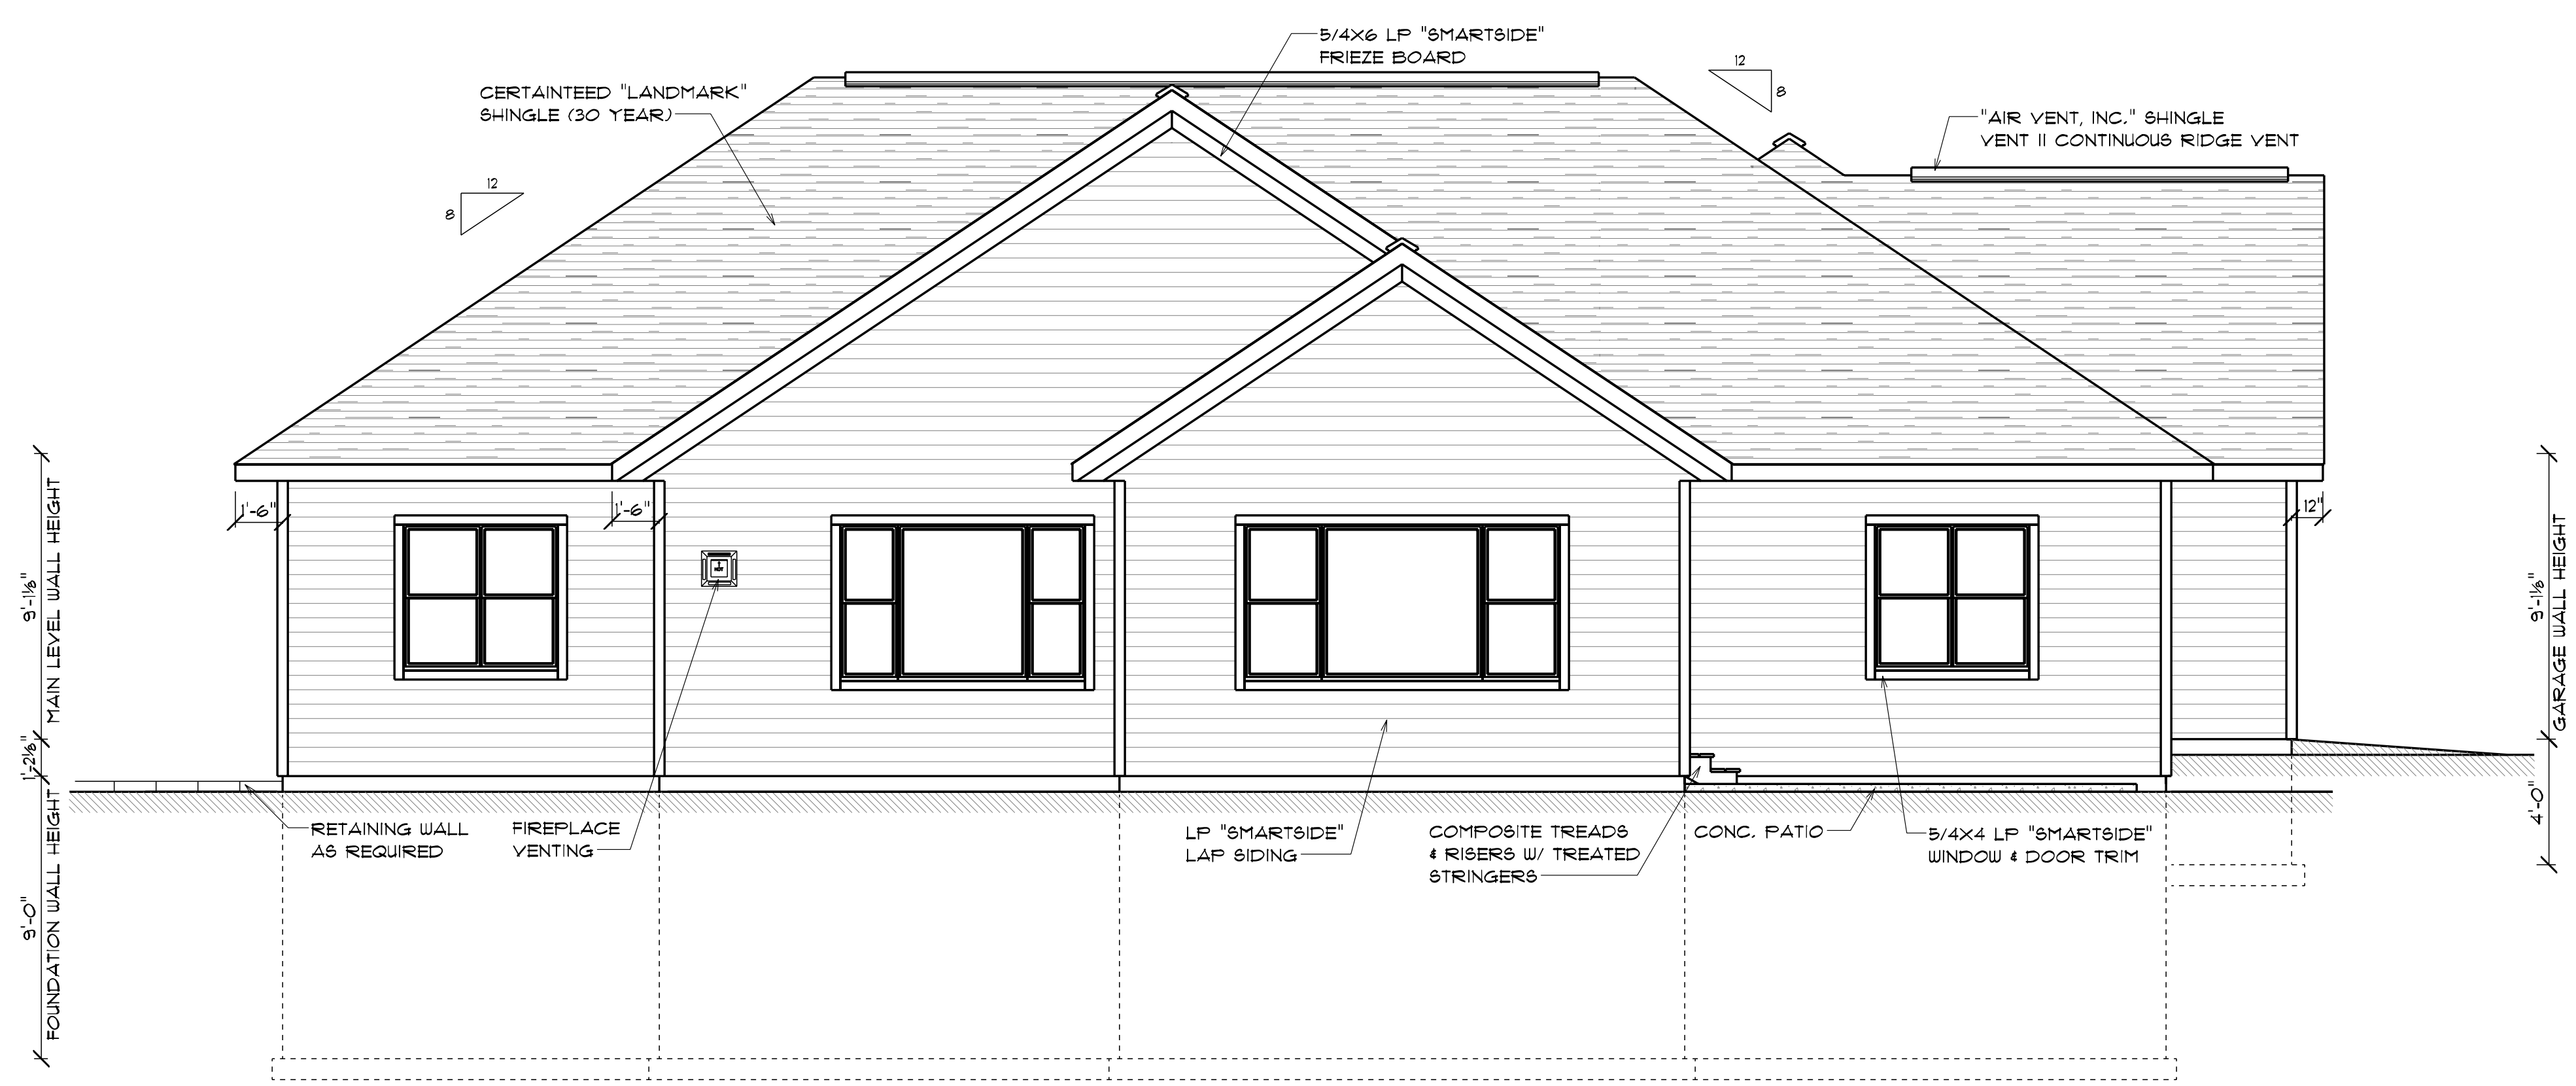 5/4X6 LP "SMARTSIDE"
FRIEZE BOARD
12
8
CERTAINTEED "LANDMARK"
SHINGLE (30 YEAR)
"AIR VENT, INC." SHINGLE
VENT II CONTINUOUS RIDGE VENT
12
8
1'-6"
1'-6"
12"
HOT
9'-1⅛"
MAIN LEVEL WALL HEIGHT
1'-2⅛"
9'-0"
FOUNDATION WALL HEIGHT
9'-1⅛"
GARAGE WALL HEIGHT
4'-0"
RETAINING WALL
AS REQUIRED
FIREPLACE
VENTING
LP "SMARTSIDE"
LAP SIDING
COMPOSITE TREADS
& RISERS W/ TREATED
STRINGERS
CONC. PATIO
5/4X4 LP "SMARTSIDE"
WINDOW & DOOR TRIM